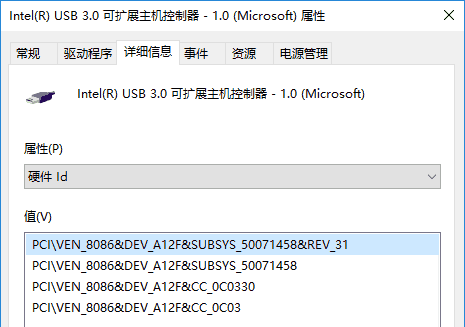 Intel(R) USB 3.0 可扩展主机控制器 - 1.0 (Microsoft) 属性
常规 驱动程序 详细信息 事件 资源 电源管理
Intel(R) USB 3.0 可扩展主机控制器 - 1.0 (Microsoft)
属性(P)
硬件 Id
值(V)
PCI\VEN_8086&DEV_A12F&SUBSYS_50071458&REV_31
PCI\VEN_8086&DEV_A12F&SUBSYS_50071458
PCI\VEN_8086&DEV_A12F&CC_0C0330
PCI\VEN_8086&DEV_A12F&CC_0C03